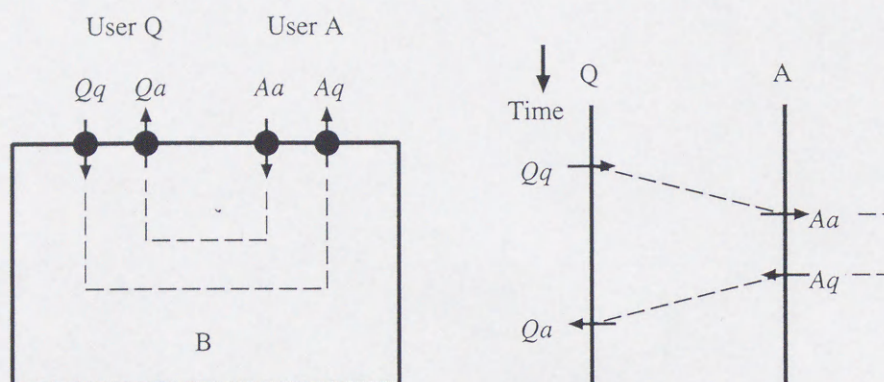 User Q User A
Qq Qa Aa Aq
B
Q A
Time
Qq
Aa
Aq
Qa